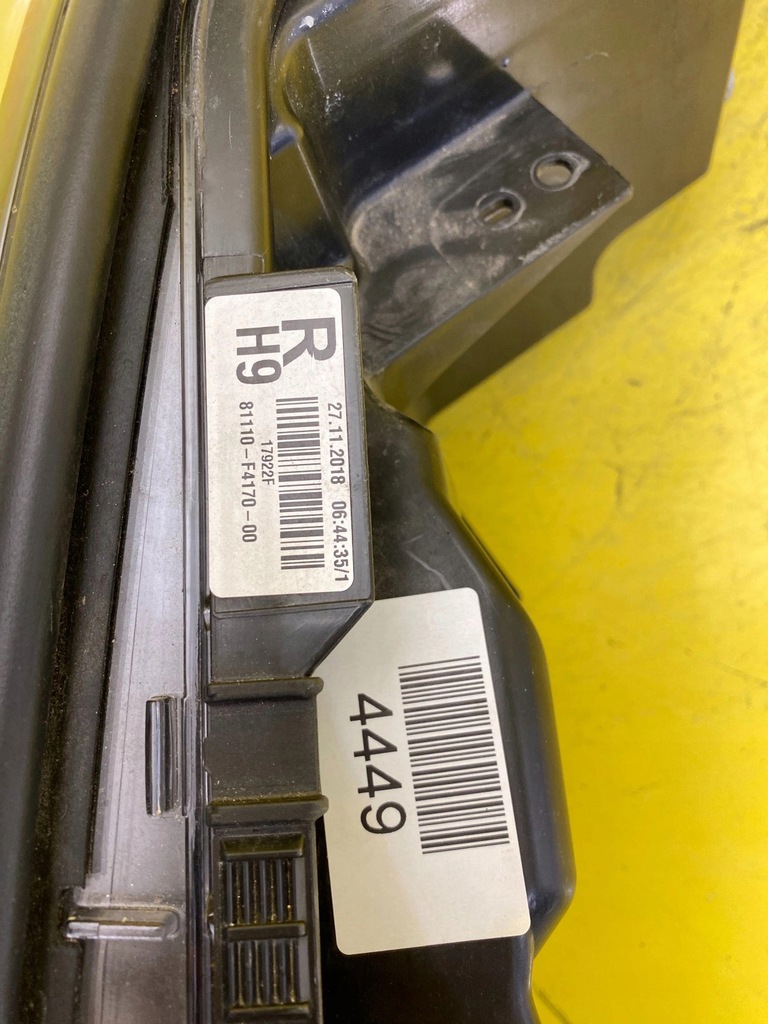 R
H9
27.11.2018 06:44:35/1
17922F
81110-F4170-00
4449